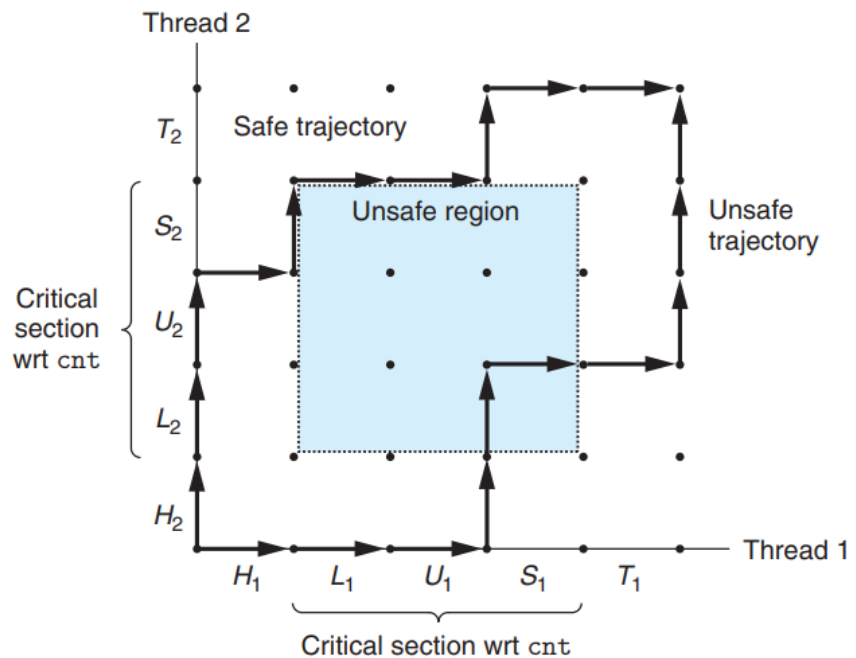 Thread 2
T₂
Safe trajectory
S₂
Unsafe region
Unsafe
trajectory
Critical
section
wrt cnt
U₂
L₂
H₂
Thread 1
H₁ L₁ U₁ S₁ T₁
Critical section wrt cnt